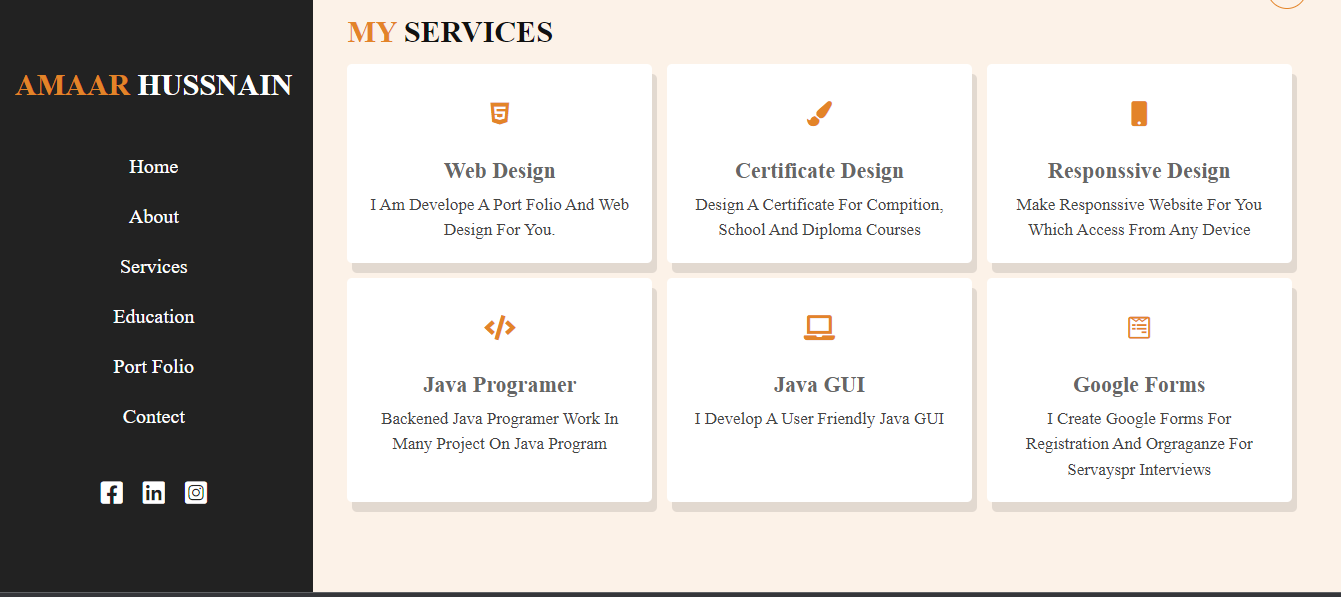 AMAAR HUSSNAIN
Home
About
Services
Education
Port Folio
Contect
MY SERVICES
Web Design
I Am Develope A Port Folio And Web
Design For You.
Certificate Design
Design A Certificate For Compition,
School And Diploma Courses
Responssive Design
Make Responssive Website For You
Which Access From Any Device
Java Programer
Backened Java Programer Work In
Many Project On Java Program
Java GUI
I Develop A User Friendly Java GUI
Google Forms
I Create Google Forms For
Registration And Orgraganze For
Servayspr Interviews